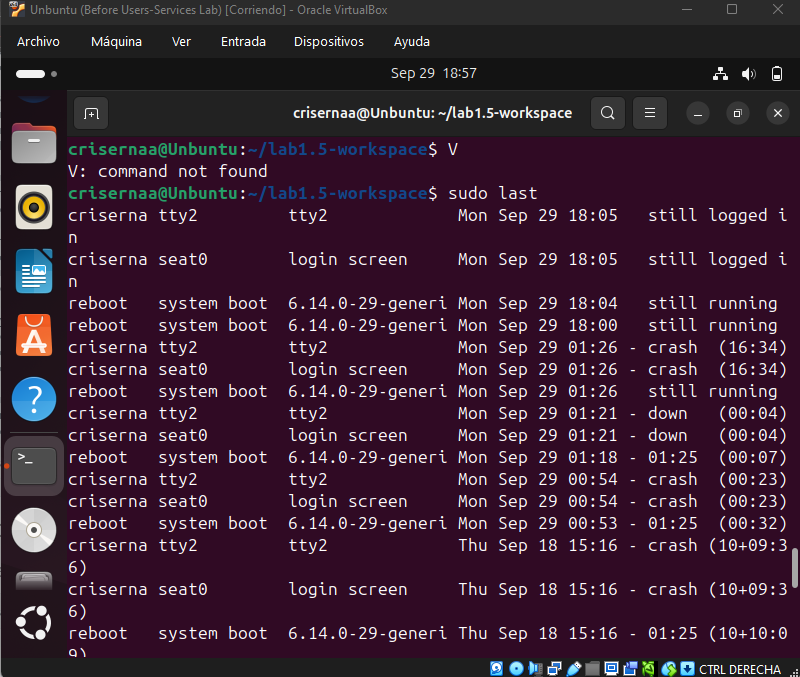 Unbuntu (Before Users-Services Lab) [Corriendo] - Oracle VirtualBox
Archivo Máquina Ver Entrada Dispositivos Ayuda
Sep 29 18:57
crisernaa@Unbuntu: ~/lab1.5-workspace
crisernaa@Unbuntu:~/lab1.5-workspace$ V
V: command not found
crisernaa@Unbuntu:~/lab1.5-workspace$ sudo last
criserna tty2         tty2             Mon Sep 29 18:05   still logged i
n
criserna seat0        login screen     Mon Sep 29 18:05   still logged i
n
reboot   system boot  6.14.0-29-generi Mon Sep 29 18:04   still running
reboot   system boot  6.14.0-29-generi Mon Sep 29 18:00   still running
criserna tty2         tty2             Mon Sep 29 01:26 - crash  (16:34)
criserna seat0        login screen     Mon Sep 29 01:26 - crash  (16:34)
reboot   system boot  6.14.0-29-generi Mon Sep 29 01:26   still running
criserna tty2         tty2             Mon Sep 29 01:21 - down   (00:04)
criserna seat0        login screen     Mon Sep 29 01:21 - down   (00:04)
reboot   system boot  6.14.0-29-generi Mon Sep 29 01:18 - 01:25  (00:07)
criserna tty2         tty2             Mon Sep 29 00:54 - crash  (00:23)
criserna seat0        login screen     Mon Sep 29 00:54 - crash  (00:23)
reboot   system boot  6.14.0-29-generi Mon Sep 29 00:53 - 01:25  (00:32)
criserna tty2         tty2             Thu Sep 18 15:16 - crash (10+09:3
6)
criserna seat0        login screen     Thu Sep 18 15:16 - crash (10+09:3
6)
reboot   system boot  6.14.0-29-generi Thu Sep 18 15:16 - 01:25 (10+10:0
9)
CTRL DERECHA